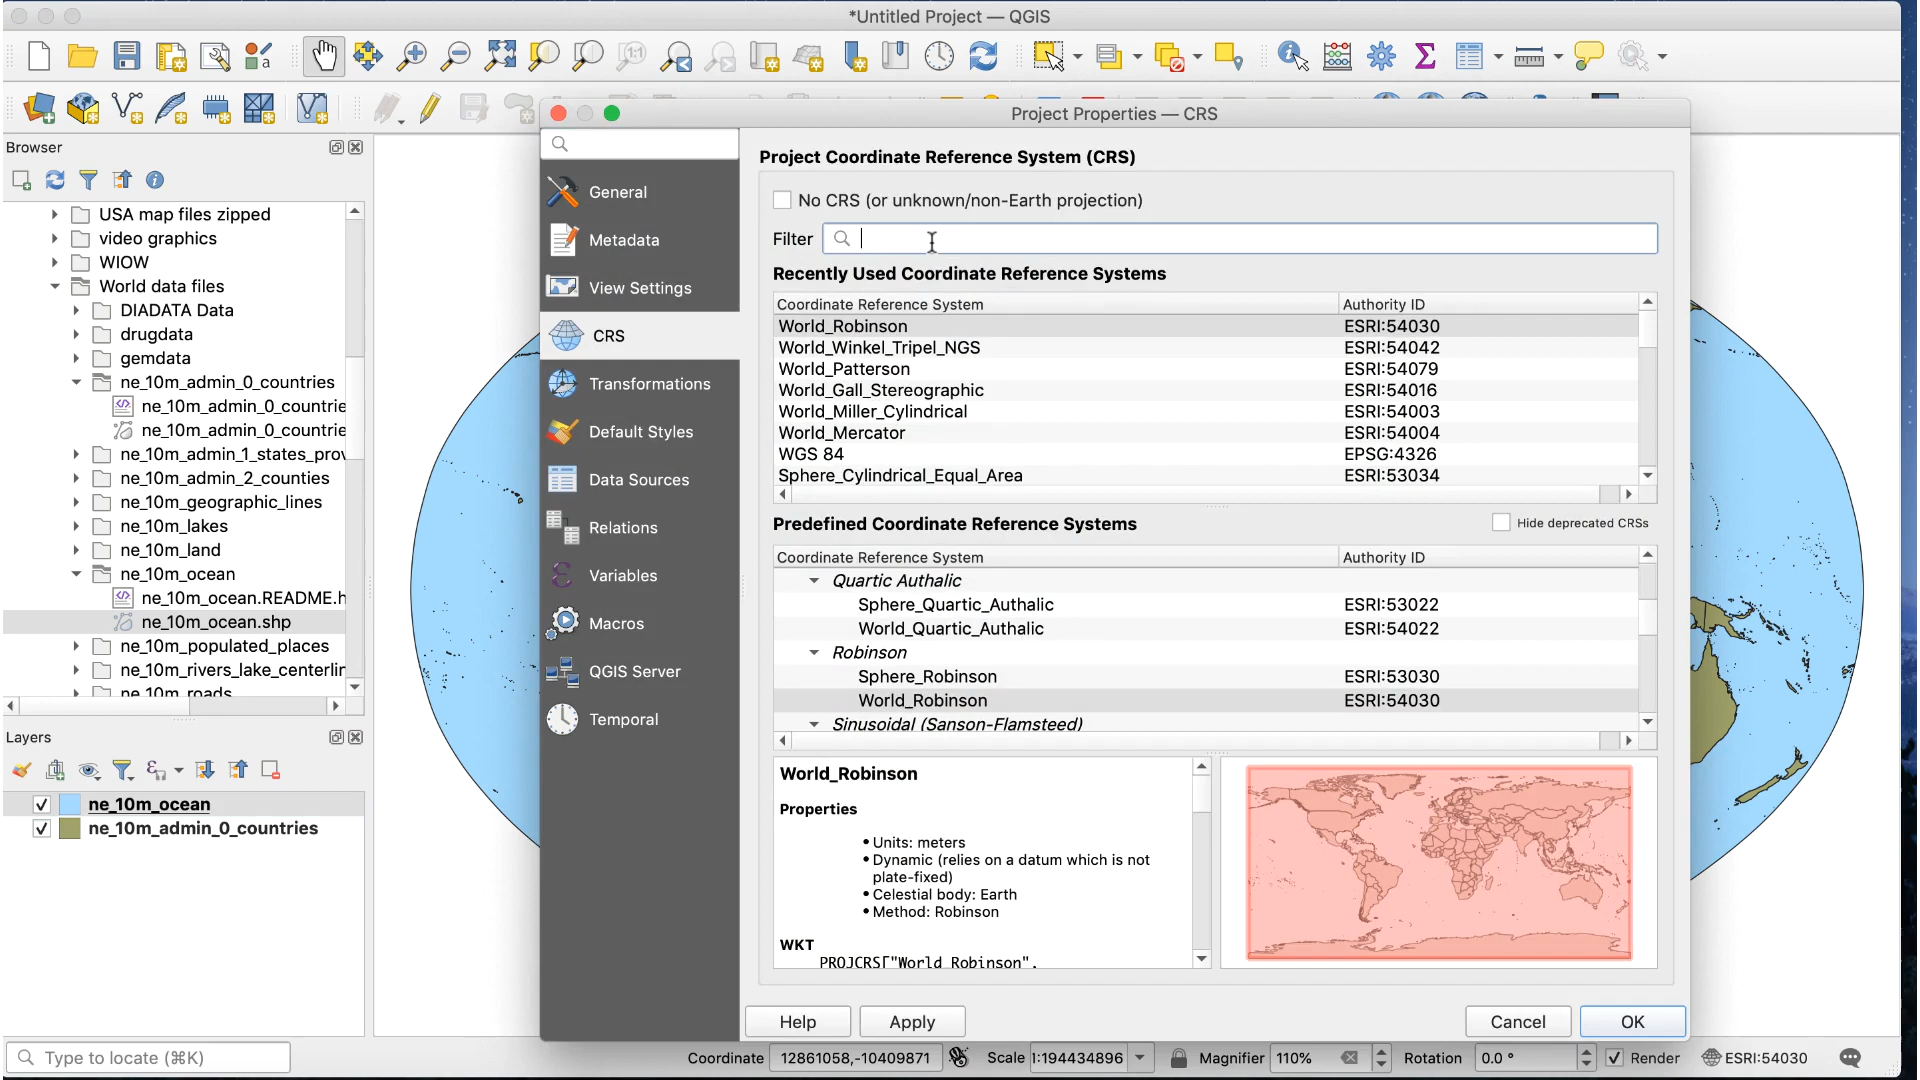 *Untitled Project — QGIS
Project Properties — CRS
Browser
USA map files zipped
video graphics
WIOW
World data files
DIADATA Data
drugdata
gemdata
ne_10m_admin_0_countries
ne_10m_admin_0_countrie
ne_10m_admin_0_countrie
ne_10m_admin_1_states_prov
ne_10m_admin_2_counties
ne_10m_geographic_lines
ne_10m_lakes
ne_10m_land
ne_10m_ocean
ne_10m_ocean.README.h
ne_10m_ocean.shp
ne_10m_populated_places
ne_10m_rivers_lake_centerlin
ne_10m_roads
Layers
ne_10m_ocean
ne_10m_admin_0_countries
Type to locate (⌘K)
General
Metadata
View Settings
CRS
Transformations
Default Styles
Data Sources
Relations
Variables
Macros
QGIS Server
Temporal
Project Coordinate Reference System (CRS)
No CRS (or unknown/non-Earth projection)
Filter
Recently Used Coordinate Reference Systems
Coordinate Reference System Authority ID
World_Robinson ESRI:54030
World_Winkel_Tripel_NGS ESRI:54042
World_Patterson ESRI:54079
World_Gall_Stereographic ESRI:54016
World_Miller_Cylindrical ESRI:54003
World_Mercator ESRI:54004
WGS 84 EPSG:4326
Sphere_Cylindrical_Equal_Area ESRI:53034
Predefined Coordinate Reference Systems Hide deprecated CRSs
Coordinate Reference System Authority ID
Quartic Authalic
Sphere_Quartic_Authalic ESRI:53022
World_Quartic_Authalic ESRI:54022
Robinson
Sphere_Robinson ESRI:53030
World_Robinson ESRI:54030
Sinusoidal (Sanson-Flamsteed)
World_Robinson
Properties
• Units: meters
• Dynamic (relies on a datum which is not
plate-fixed)
• Celestial body: Earth
• Method: Robinson
WKT
PROJCRS["World_Robinson",
Help Apply Cancel OK
Coordinate 12861058,-10409871 Scale 1:194434896 Magnifier 110% Rotation 0.0 ° Render ESRI:54030